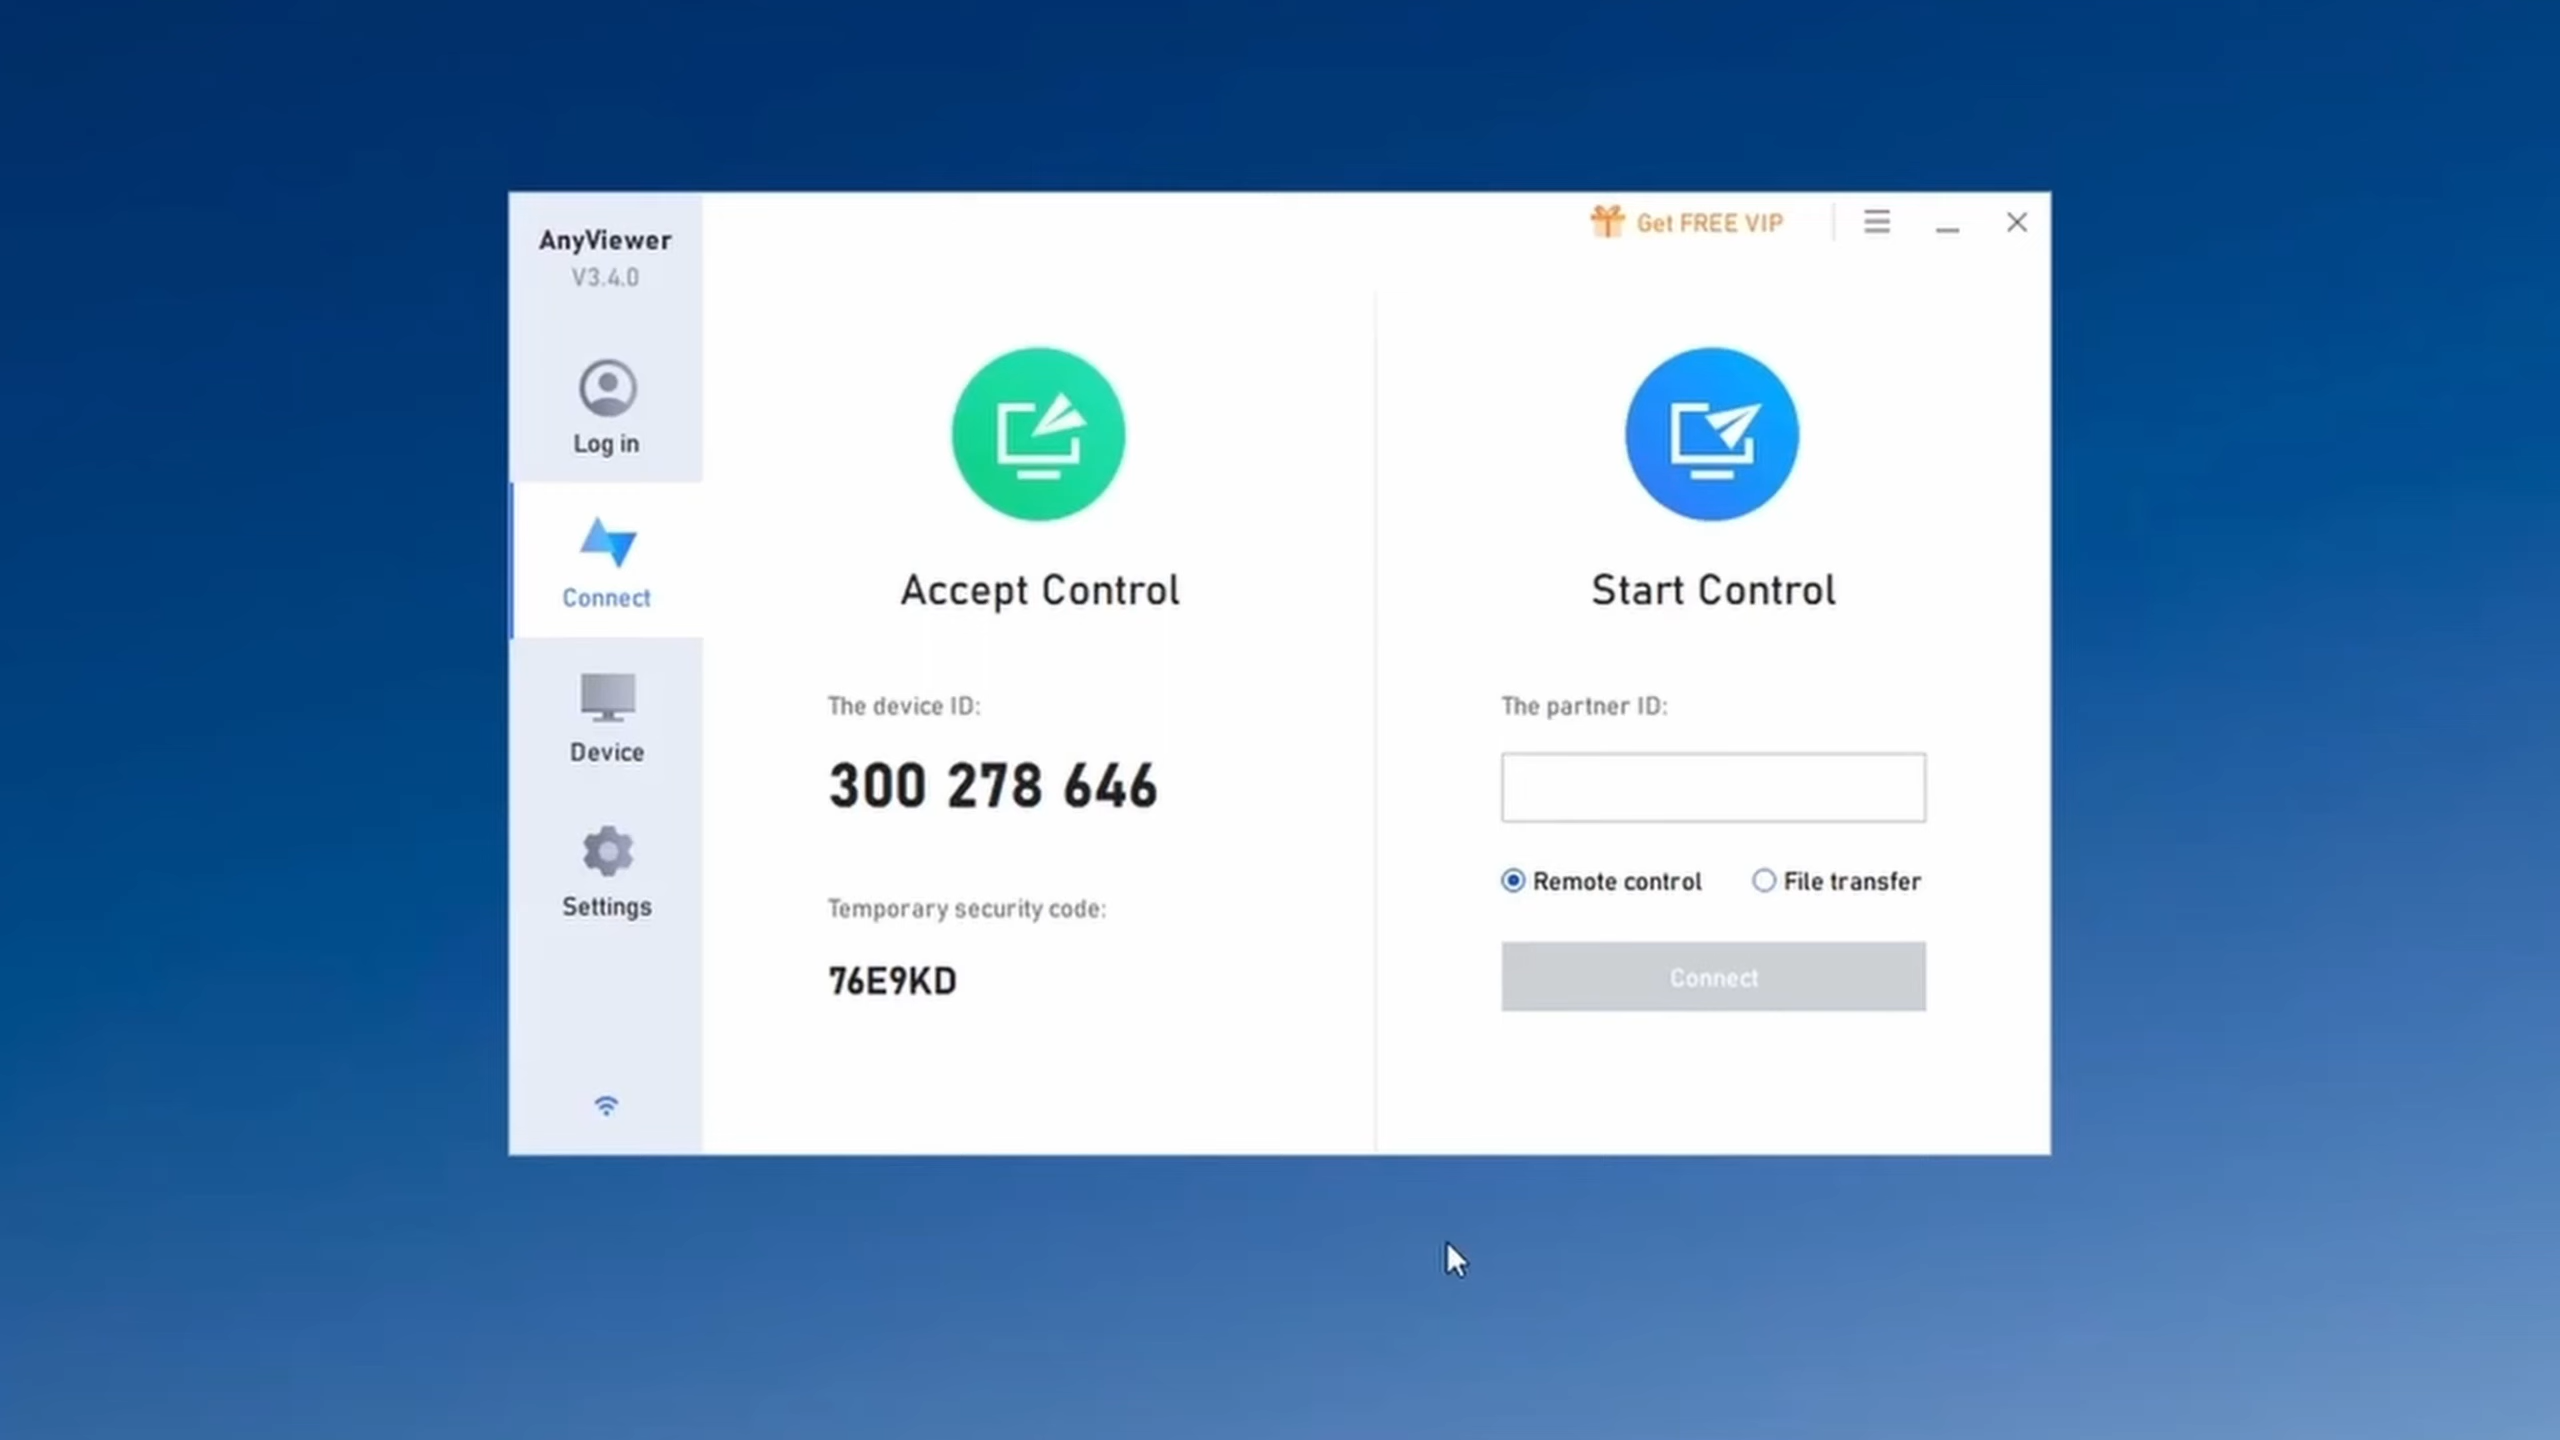 AnyViewer
V3.4.0
Log in
Connect
Device
Settings
Get FREE VIP
Accept Control
The device ID:
300 278 646
Temporary security code:
76E9KD
Start Control
The partner ID:
Remote control
File transfer
Connect